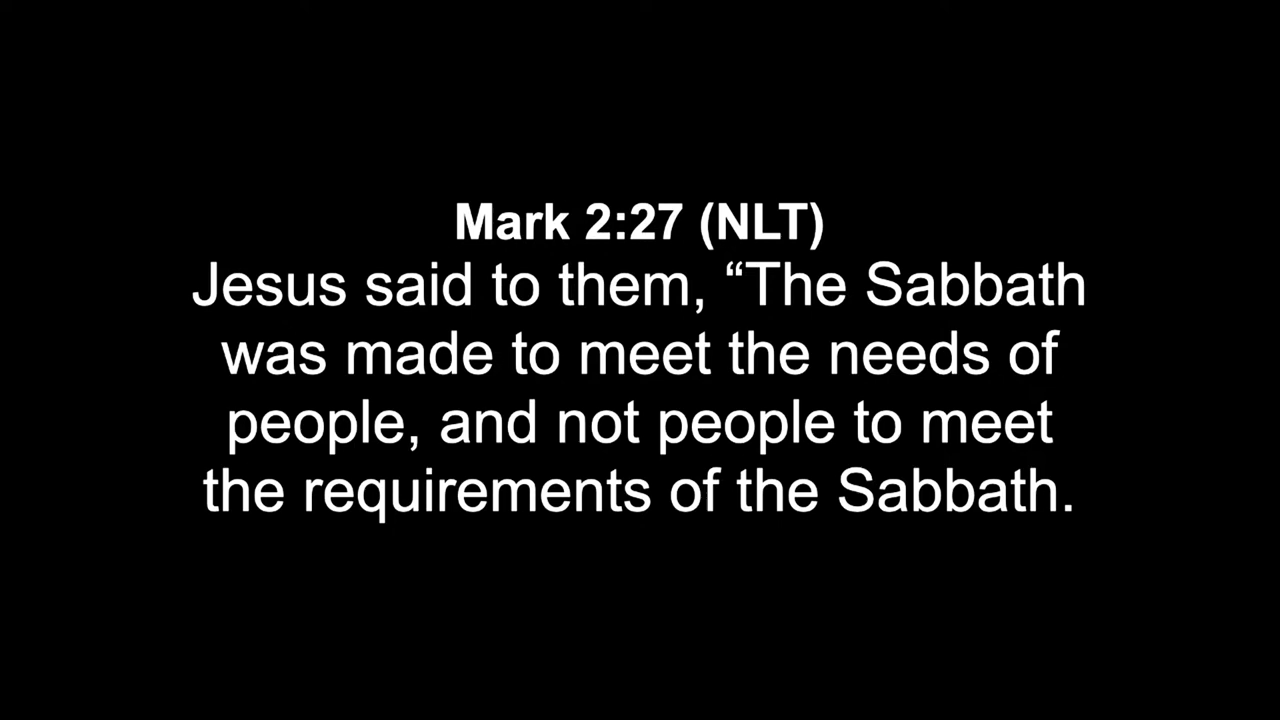 Mark 2:27 (NLT)
Jesus said to them, “The Sabbath
was made to meet the needs of
people, and not people to meet
the requirements of the Sabbath.